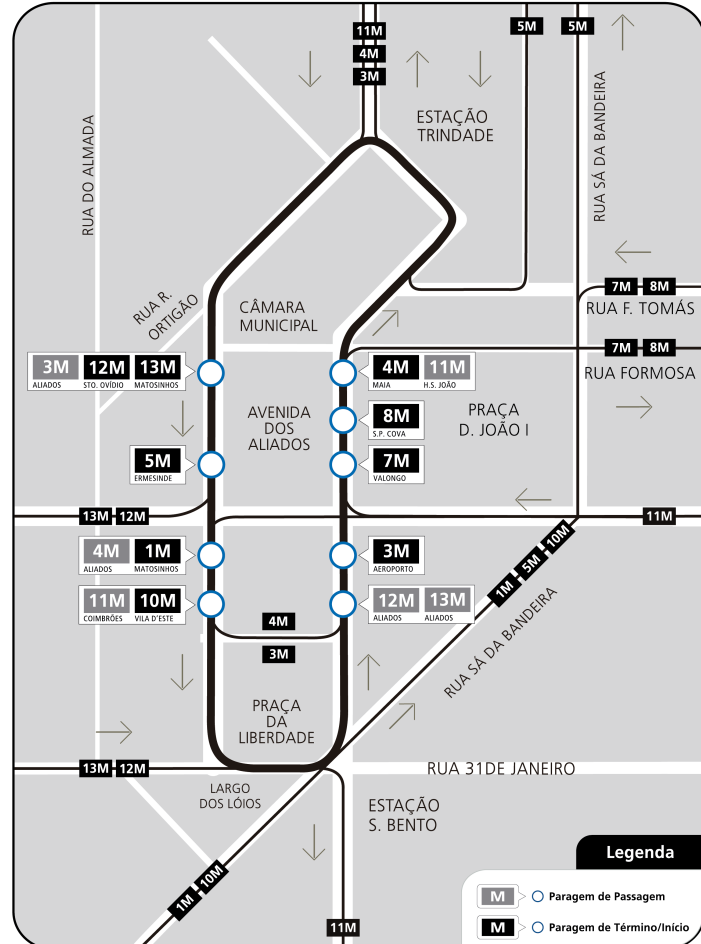 11M
4M
3M
5M
5M
ESTAÇÃO
TRINDADE
RUA DO ALMADA
RUA SÁ DA BANDEIRA
7M 8M
RUA F. TOMÁS
RUA R.
ORTIGÃO
CÂMARA
MUNICIPAL
7M 8M
RUA FORMOSA
3M 12M 13M
ALIADOS STO. OVÍDIO MATOSINHOS
4M 11M
MAIA H.S. JOÃO
AVENIDA
DOS
ALIADOS
8M
S.P. COVA
PRAÇA
D. JOÃO I
5M
ERMESINDE
7M
VALONGO
13M 12M
11M
4M 1M
ALIADOS MATOSINHOS
3M
AEROPORTO
1M 5M 10M
11M 10M
COIMBRÕES VILA D'ESTE
12M 13M
ALIADOS ALIADOS
4M
3M
RUA SÁ DA BANDEIRA
PRAÇA
DA
LIBERDADE
13M 12M
RUA 31DE JANEIRO
LARGO
DOS LÓIOS
ESTAÇÃO
S. BENTO
1M 10M
11M
Legenda
M Paragem de Passagem
M Paragem de Término/Início